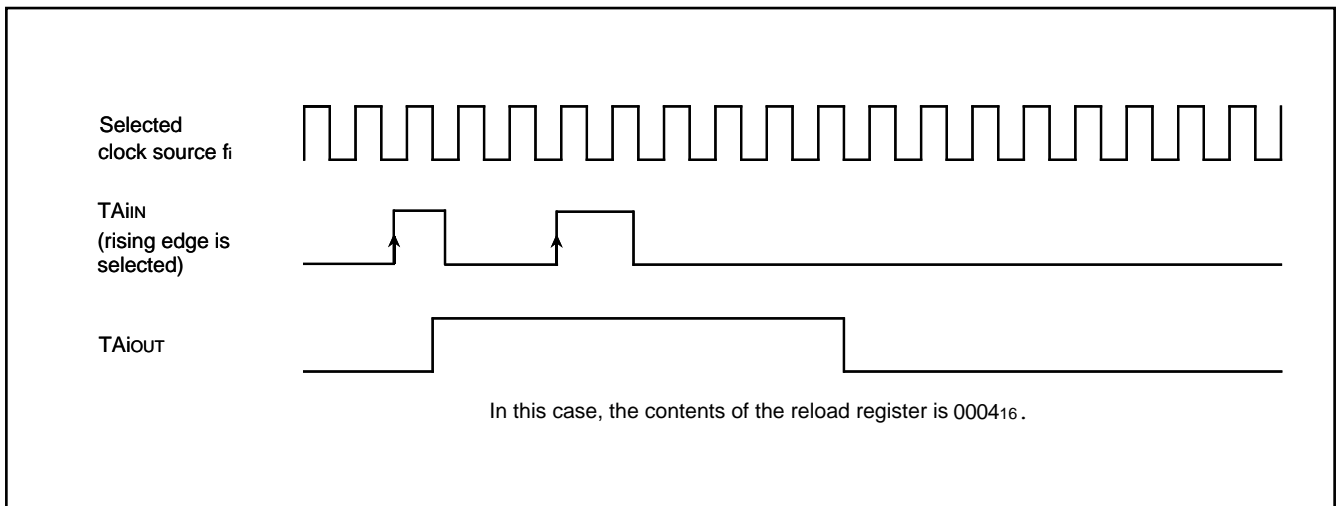 Selected
clock source fi
TAiIN
(rising edge is
selected)
TAiOUT
In this case, the contents of the reload register is 000416.